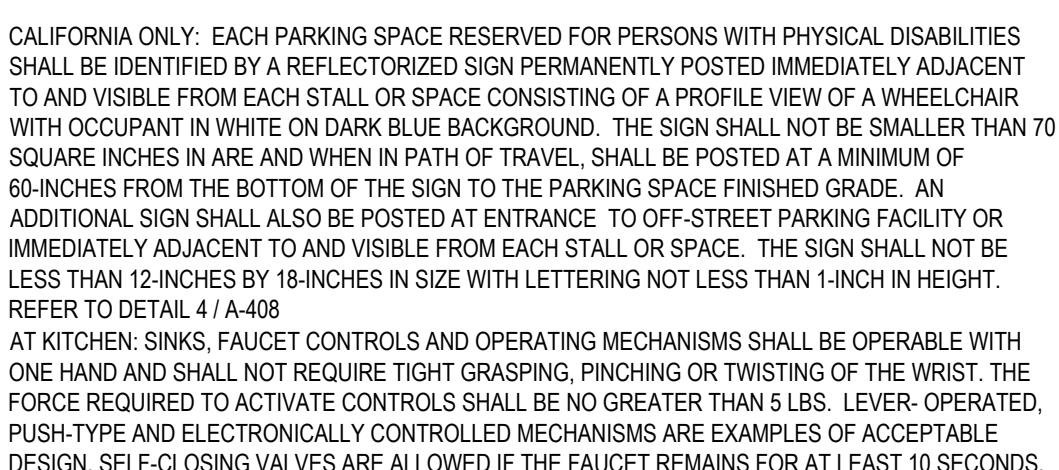 CALIFORNIA ONLY:  EACH PARKING SPACE RESERVED FOR PERSONS WITH PHYSICAL DISABILITIES
SHALL BE IDENTIFIED BY A REFLECTORIZED SIGN PERMANENTLY POSTED IMMEDIATELY ADJACENT
TO AND VISIBLE FROM EACH STALL OR SPACE CONSISTING OF A PROFILE VIEW OF A WHEELCHAIR
WITH OCCUPANT IN WHITE ON DARK BLUE BACKGROUND.  THE SIGN SHALL NOT BE SMALLER THAN 70
SQUARE INCHES IN ARE AND WHEN IN PATH OF TRAVEL, SHALL BE POSTED AT A MINIMUM OF
60-INCHES FROM THE BOTTOM OF THE SIGN TO THE PARKING SPACE FINISHED GRADE.  AN
ADDITIONAL SIGN SHALL ALSO BE POSTED AT ENTRANCE  TO OFF-STREET PARKING FACILITY OR
IMMEDIATELY ADJACENT TO AND VISIBLE FROM EACH STALL OR SPACE.  THE SIGN SHALL NOT BE
LESS THAN 12-INCHES BY 18-INCHES IN SIZE WITH LETTERING NOT LESS THAN 1-INCH IN HEIGHT.
REFER TO DETAIL 4 / A-408
AT KITCHEN: SINKS, FAUCET CONTROLS AND OPERATING MECHANISMS SHALL BE OPERABLE WITH
ONE HAND AND SHALL NOT REQUIRE TIGHT GRASPING, PINCHING OR TWISTING OF THE WRIST. THE
FORCE REQUIRED TO ACTIVATE CONTROLS SHALL BE NO GREATER THAN 5 LBS.  LEVER- OPERATED,
PUSH-TYPE AND ELECTRONICALLY CONTROLLED MECHANISMS ARE EXAMPLES OF ACCEPTABLE
DESIGN. SELF-CLOSING VALVES ARE ALLOWED IF THE FAUCET REMAINS FOR AT LEAST 10 SECONDS.